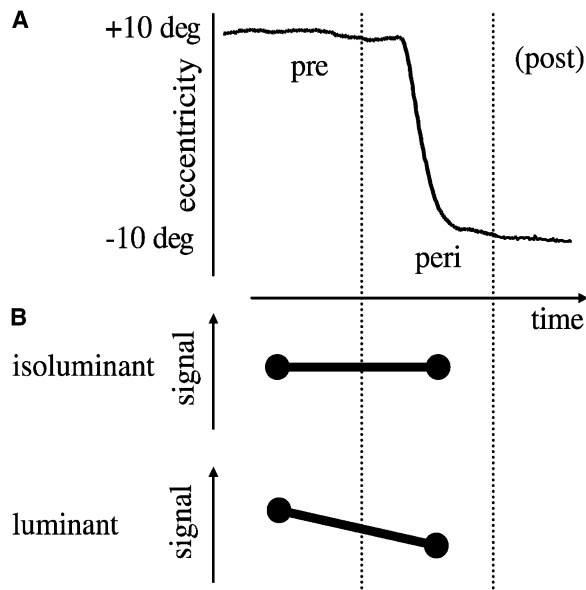 A
+10 deg
pre
(post)
eccentricity
-10 deg
peri
time
B
isoluminant
signal
luminant
signal